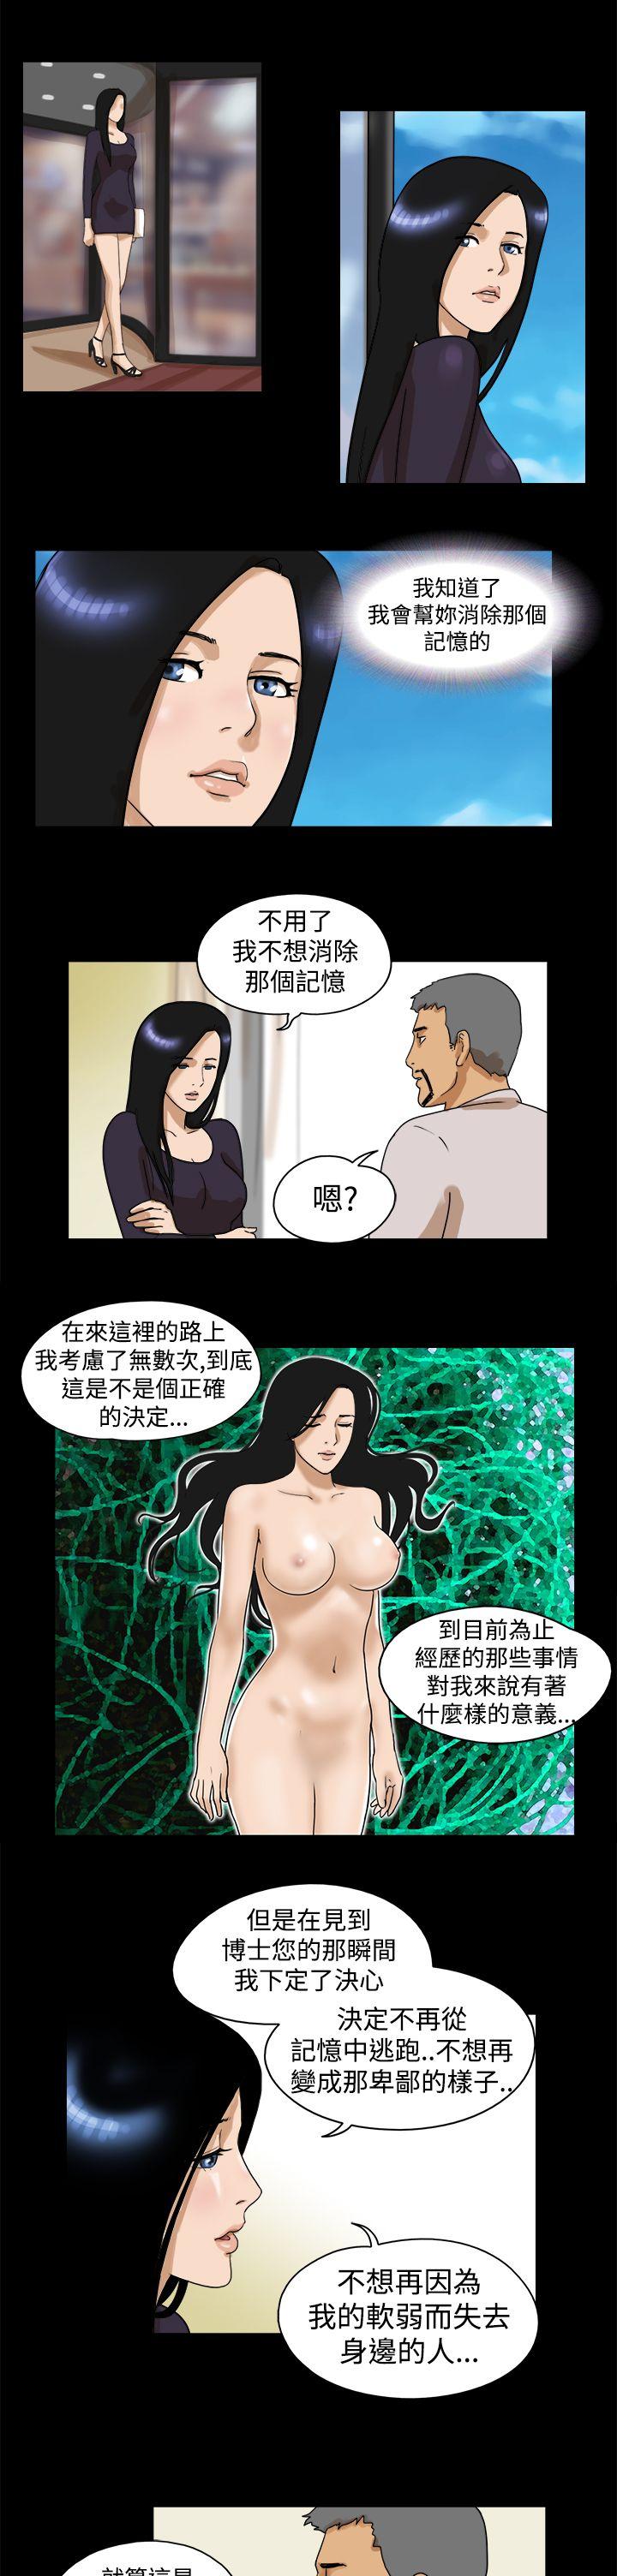 我知道了
我會幫妳消除那個
記憶的
不用了
我不想消除
那個記憶
嗯?
在來這裡的路上
我考慮了無數次,到底
這是不是個正確
的決定...
到目前為止
經歷的那些事情
對我來說有著
什麼樣的意義...
但是在見到
博士您的那瞬間
我下定了決心
決定不再從
記憶中逃跑..不想再
變成那卑鄙的樣子..
不想再因為
我的軟弱而失去
身邊的人...